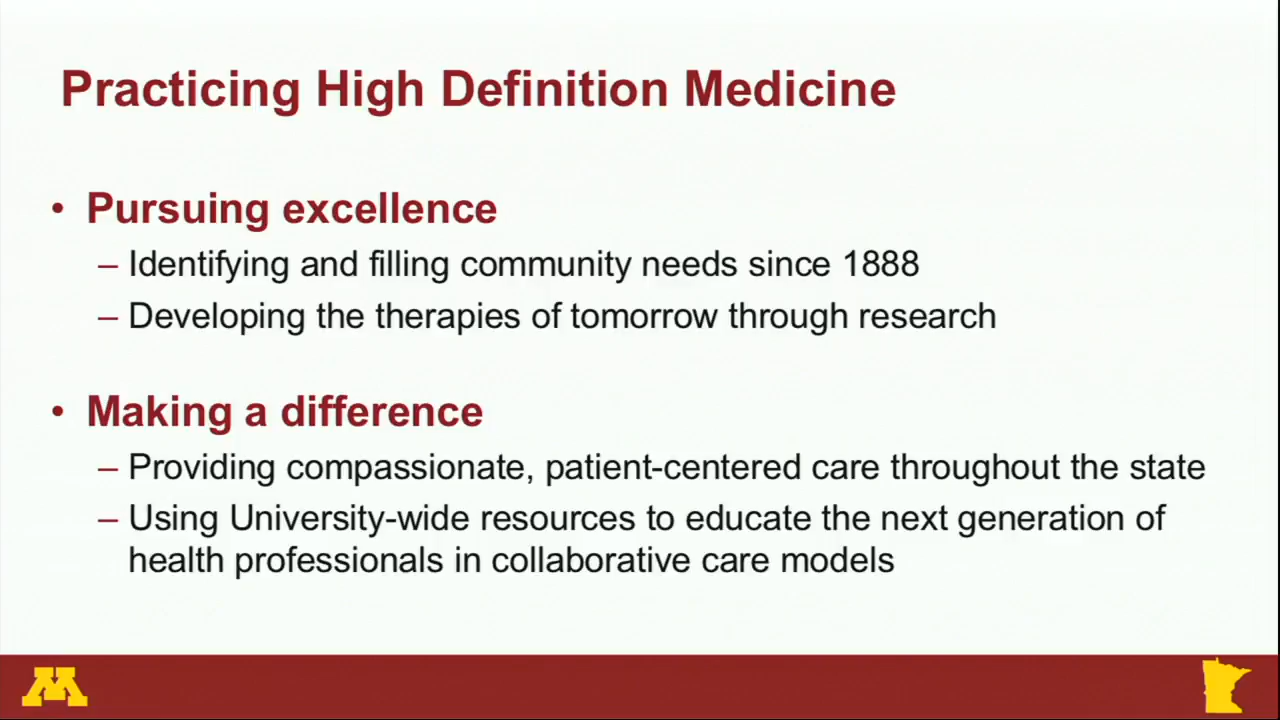 Practicing High Definition Medicine
• Pursuing excellence
– Identifying and filling community needs since 1888
– Developing the therapies of tomorrow through research
• Making a difference
– Providing compassionate, patient-centered care throughout the state
– Using University-wide resources to educate the next generation of
health professionals in collaborative care models
M